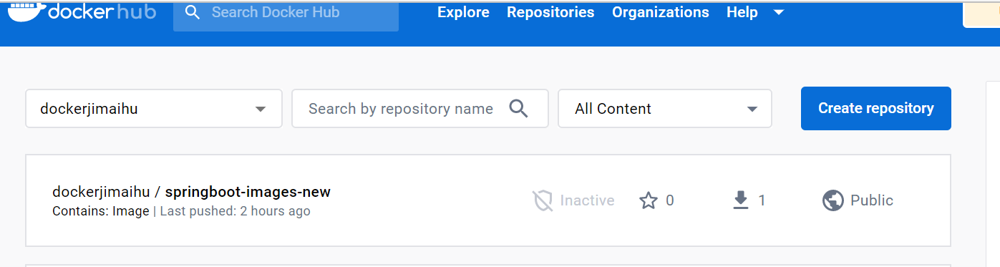 dockerhub
Search Docker Hub
Explore Repositories Organizations Help
dockerjimaihu
Search by repository name
All Content
Create repository
dockerjimaihu / springboot-images-new
Inactive
0
1
Public
Contains: Image | Last pushed: 2 hours ago